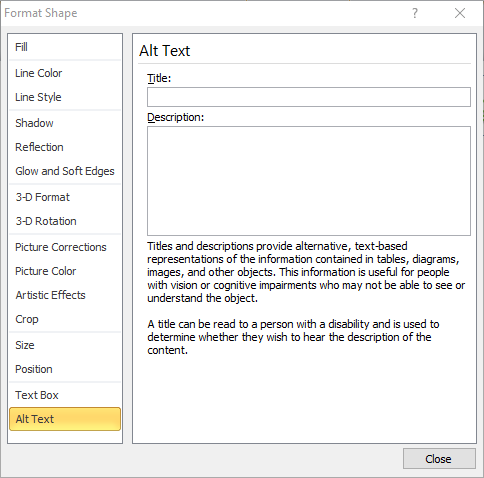 Format Shape
?
Fill
Line Color
Line Style
Shadow
Reflection
Glow and Soft Edges
3-D Format
3-D Rotation
Picture Corrections
Picture Color
Artistic Effects
Crop
Size
Position
Text Box
Alt Text
Alt Text
Title:
Description:
Titles and descriptions provide alternative, text-based
representations of the information contained in tables, diagrams,
images, and other objects. This information is useful for people
with vision or cognitive impairments who may not be able to see or
understand the object.
A title can be read to a person with a disability and is used to
determine whether they wish to hear the description of the
content.
Close